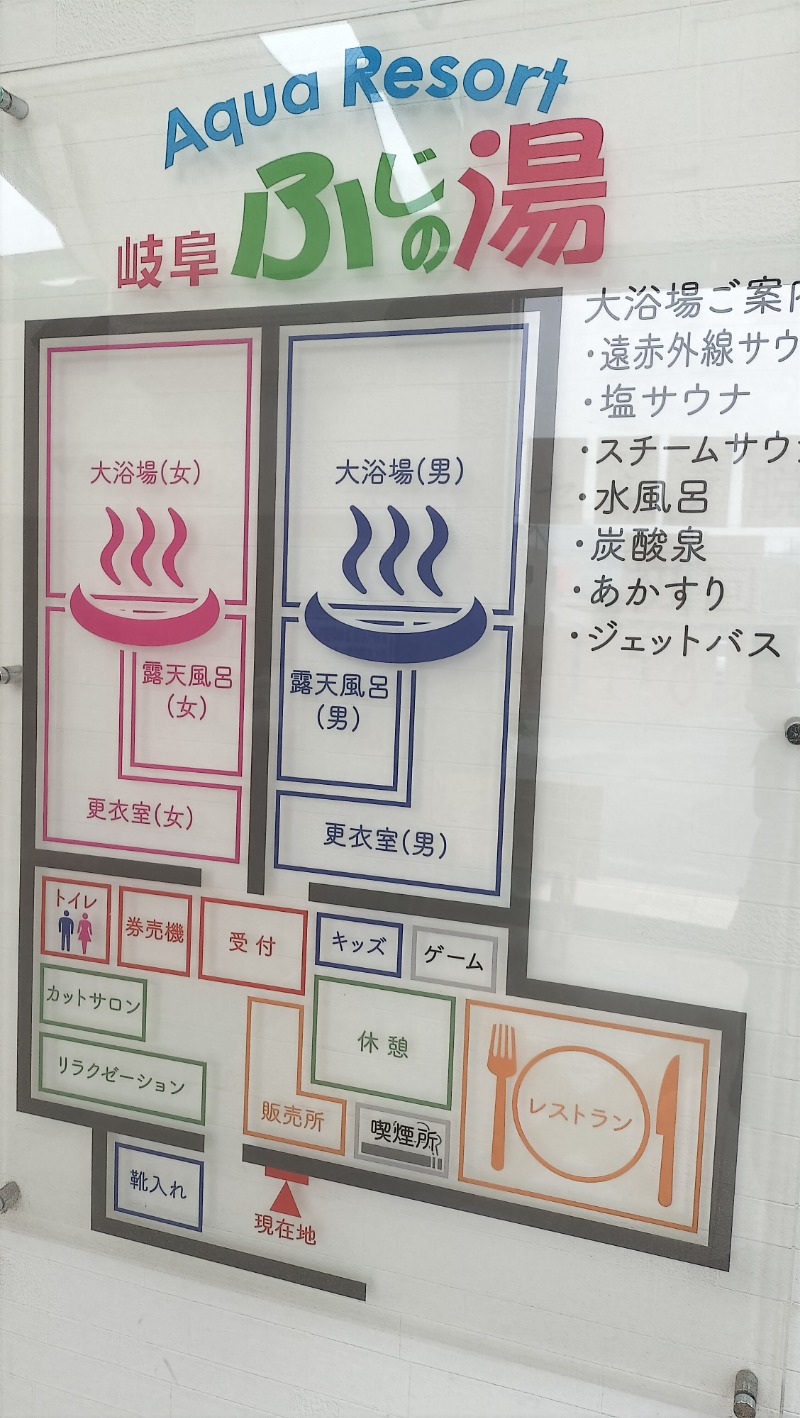 Aqua Resort
岐阜 ふじの湯
大浴場ご案
・遠赤外線サウ
・塩サウナ
・スチームサウ
・水風呂
・炭酸泉
・あかすり
・ジェットバス
大浴場(女)
大浴場(男)
露天風呂
(女)
露天風呂
(男)
更衣室(女)
更衣室(男)
トイレ
券売機
受付
キッズ
ゲーム
カットサロン
休憩
リラクゼーション
販売所
喫煙所
レストラン
靴入れ
現在地